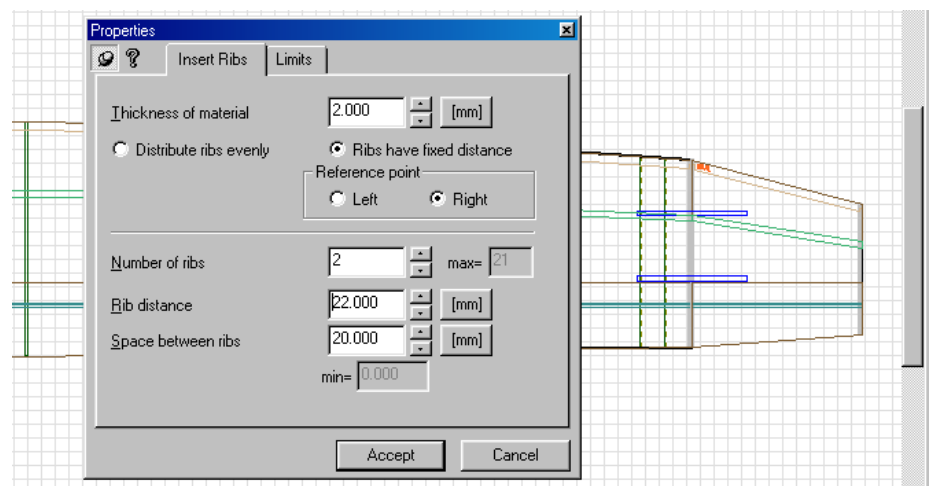 Properties
Insert Ribs Limits
Thickness of material 2.000 [mm]
Distribute ribs evenly Ribs have fixed distance
Reference point
Left Right
Number of ribs 2 max= 21
Rib distance 22.000 [mm]
Space between ribs 20.000 [mm]
min= 0.000
Accept Cancel